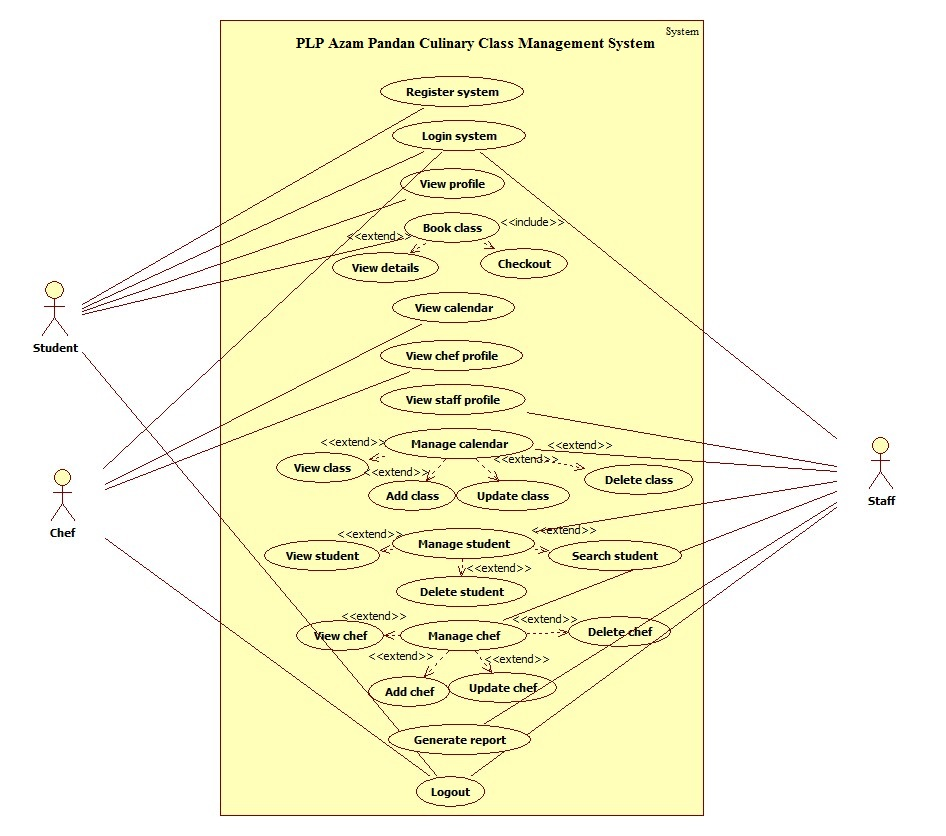 System
PLP Azam Pandan Culinary Class Management System
Register system
Login system
View profile
Book class
<<include>>
<<extend>>
View details
Checkout
Student
View calendar
View chef profile
View staff profile
<<extend>>
Manage calendar
<<extend>>
View class
<<extend>>
<<extend>>
Delete class
Add class
Update class
Staff
Chef
<<extend>>
Manage student
<<extend>>
View student
Search student
<<extend>>
Delete student
<<extend>>
<<extend>>
View chef
Manage chef
Delete chef
<<extend>>
<<extend>>
Add chef
Update chef
Generate report
Logout